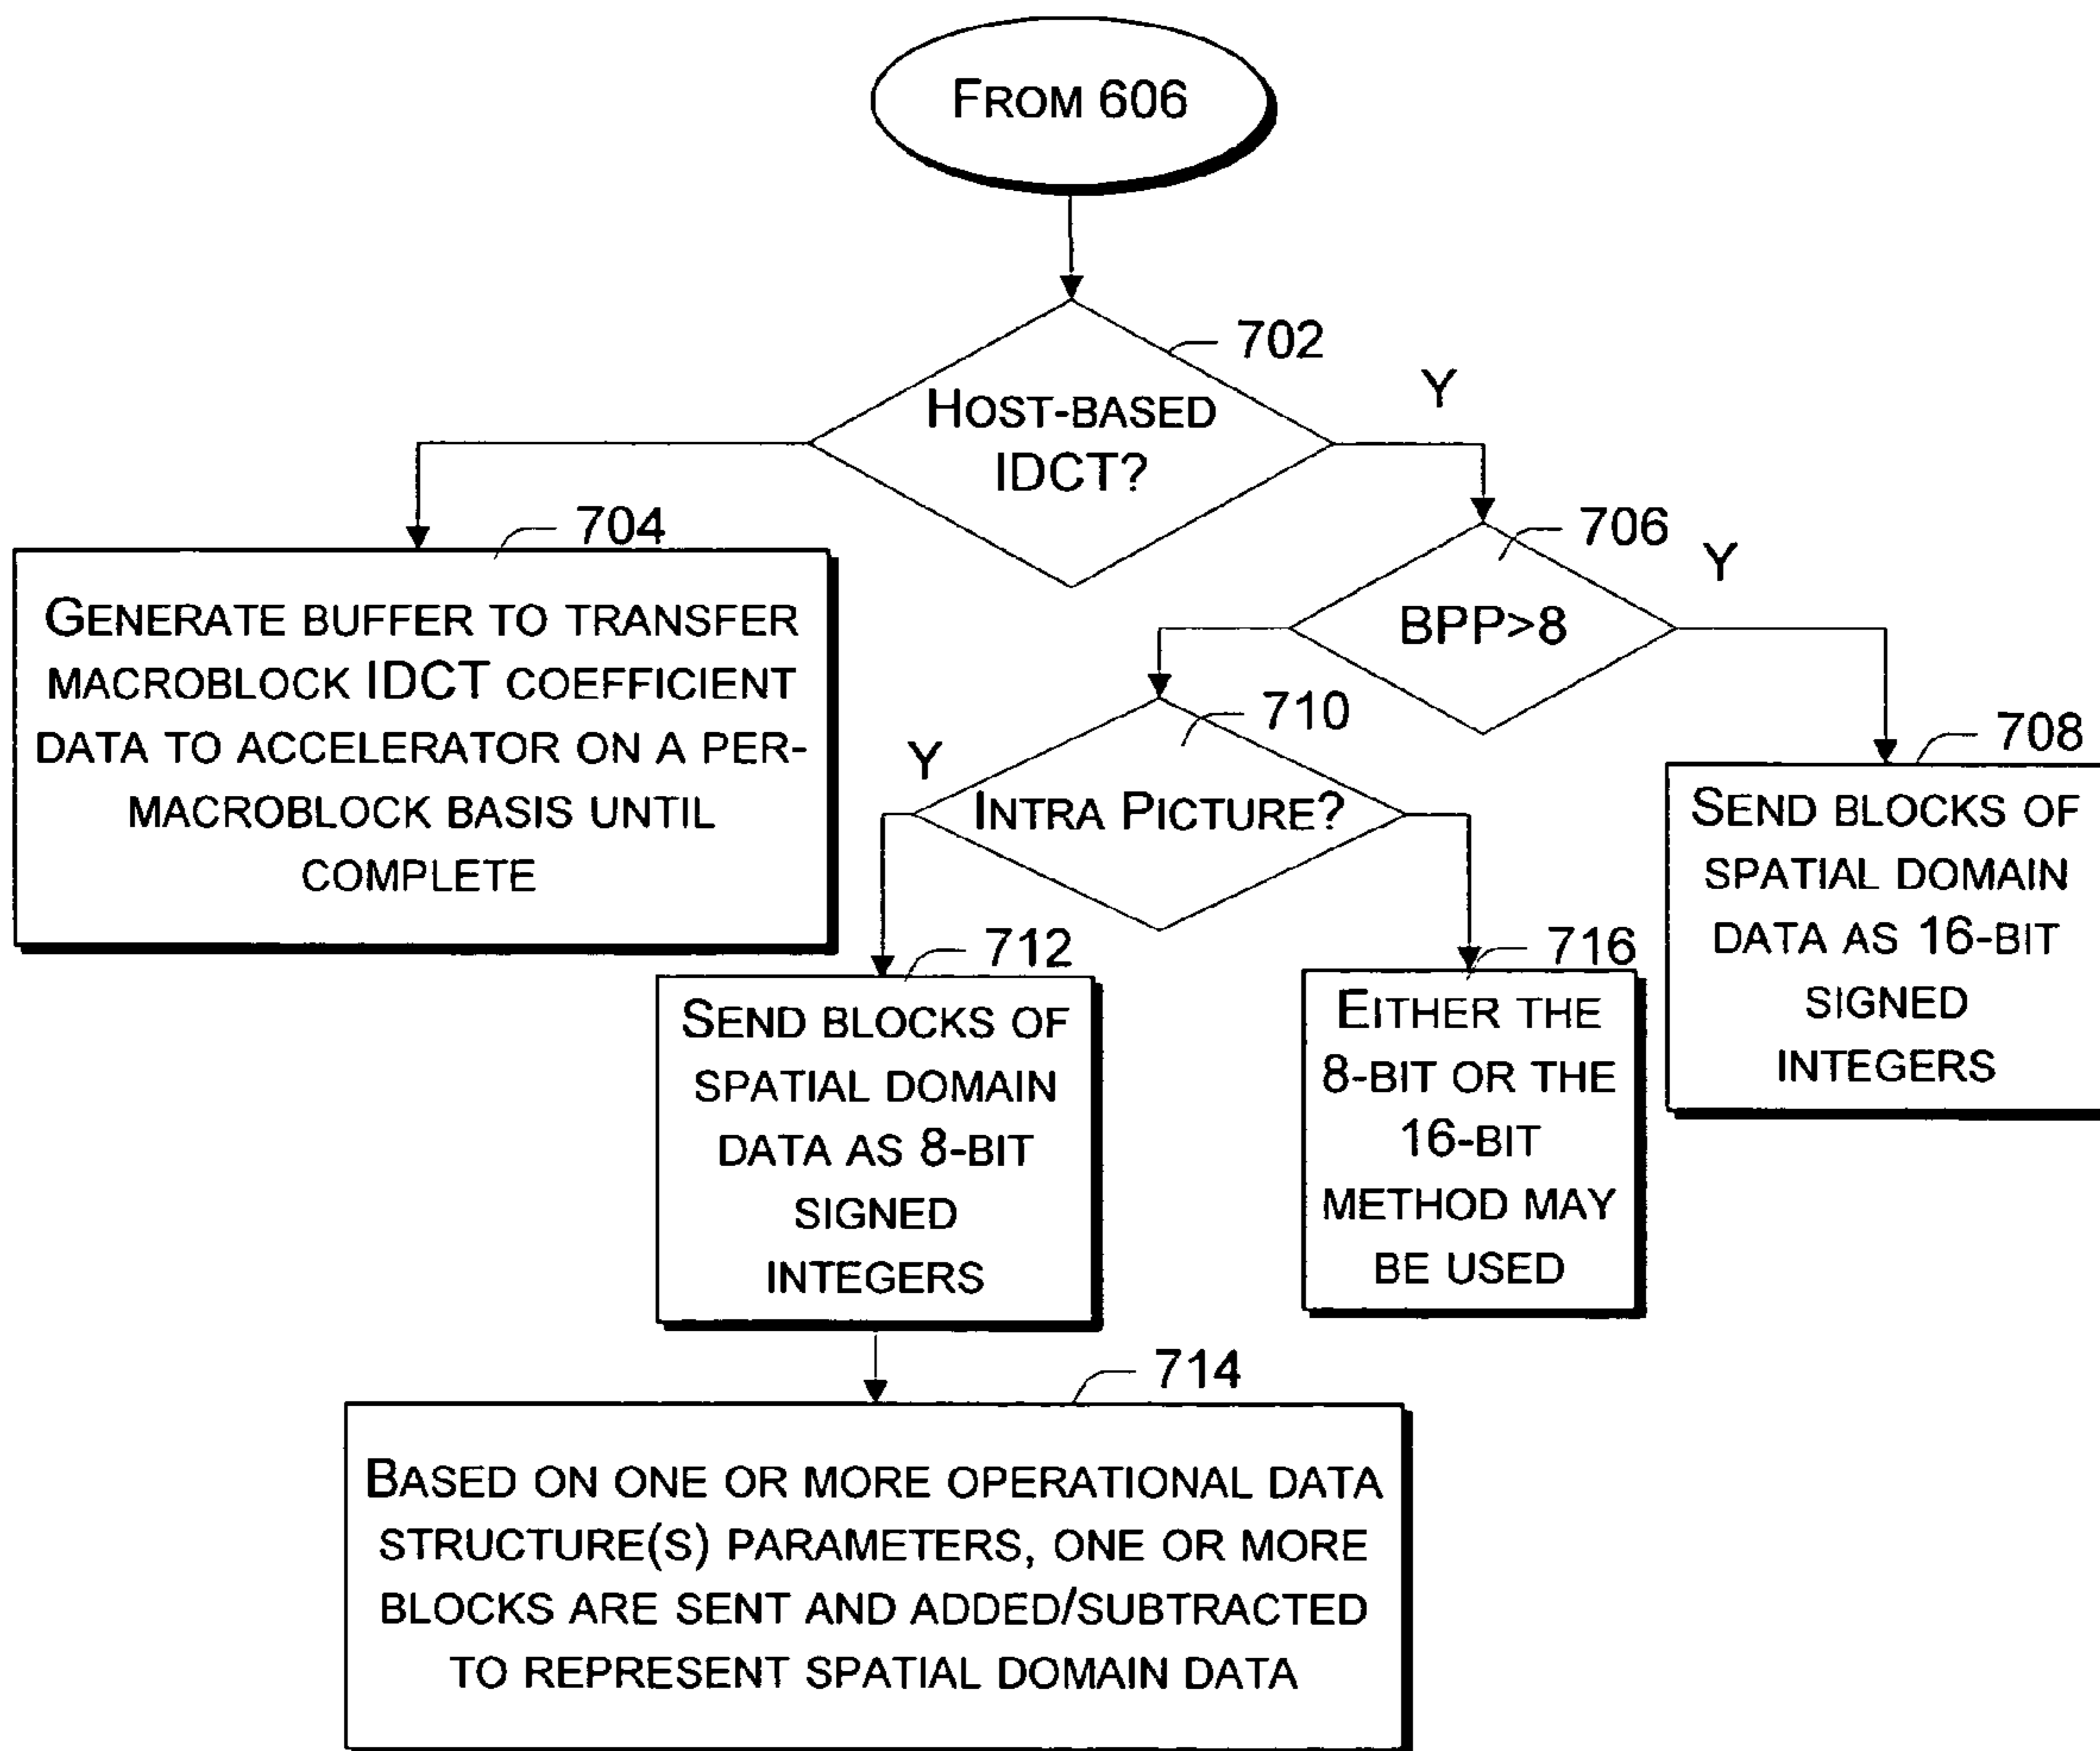 FROM 606
702
HOST-BASED
IDCT?
Y
704
GENERATE BUFFER TO TRANSFER
MACROBLOCK IDCT COEFFICIENT
DATA TO ACCELERATOR ON A PER-
MACROBLOCK BASIS UNTIL
COMPLETE
706
BPP>8
Y
710
INTRA PICTURE?
Y
708
SEND BLOCKS OF
SPATIAL DOMAIN
DATA AS 16-BIT
SIGNED
INTEGERS
712
SEND BLOCKS OF
SPATIAL DOMAIN
DATA AS 8-BIT
SIGNED
INTEGERS
716
EITHER THE
8-BIT OR THE
16-BIT
METHOD MAY
BE USED
714
BASED ON ONE OR MORE OPERATIONAL DATA
STRUCTURE(S) PARAMETERS, ONE OR MORE
BLOCKS ARE SENT AND ADDED/SUBTRACTED
TO REPRESENT SPATIAL DOMAIN DATA